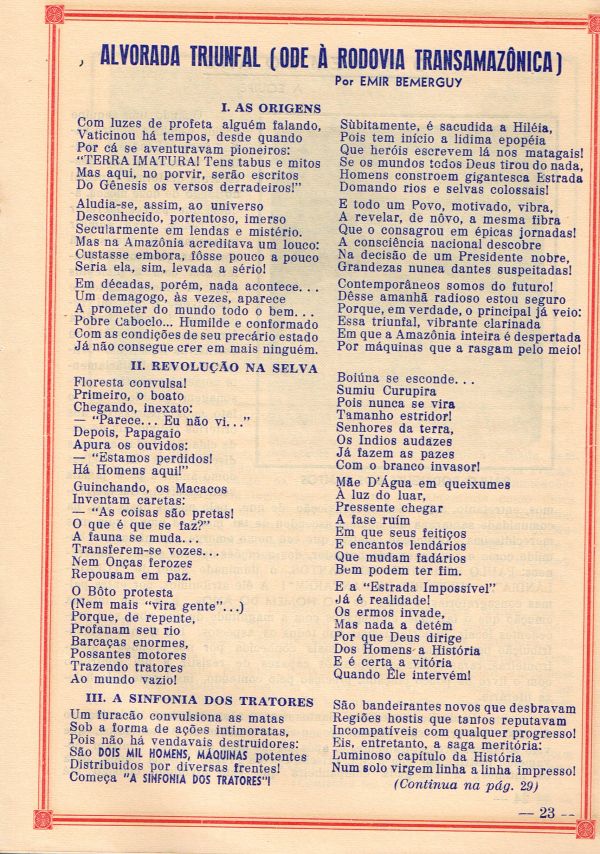 ALVORADA TRIUNFAL (ODE À RODOVIA TRANSAMAZÔNICA)
Por EMIR BEMERGUY
I. AS ORIGENS
Com luzes de profeta alguém falando,
Vaticinou há tempos, desde quando
Por cá se aventuravam pioneiros:
"TERRA IMATURA! Tens tabus e mitos
Mas aqui, no porvir, serão escritos
Do Gênesis os versos derradeiros!"
Aludia-se, assim, ao universo
Desconhecido, portentoso, imerso
Secularmente em lendas e mistério.
Mas na Amazônia acreditava um louco:
Custasse embora, fôsse pouco a pouco
Seria ela, sim, levada a sério!
Em décadas, porém, nada acontece...
Um demagogo, às vezes, aparece
A prometer do mundo todo o bem...
Pobre Caboclo... Humilde e conformado
Com as condições de seu precário estado
Já não consegue crer em mais ninguém.
Sùbitamente, é sacudida a Hiléia,
Pois tem início a lídima epopéia
Que heróis escrevem lá nos matagais!
Se os mundos todos Deus tirou do nada,
Homens constroem gigantesca Estrada
Domando rios e selvas colossais!
E todo um Povo, motivado, vibra,
A revelar, de nôvo, a mesma fibra
Que o consagrou em épicas jornadas!
A consciência nacional descobre
Na decisão de um Presidente nobre,
Grandezas nunca dantes suspeitadas!
Contemporâneos somos do futuro!
Dêsse amanhã radioso estou seguro
Porque, em verdade, o principal já veio:
Essa triunfal, vibrante clarinada
Em que a Amazônia inteira é despertada
Por máquinas que a rasgam pelo meio!
II. REVOLUÇÃO NA SELVA
Floresta convulsa!
Primeiro, o boato
Chegando, inexato:
— "Parece... Eu não vi..."
Depois, Papagaio
Apura os ouvidos:
— "Estamos perdidos!
Há Homens aqui!"
Guinchando, os Macacos
Inventam caretas:
— "As coisas são pretas!
O que é que se faz?"
A fauna se muda...
Transferem-se vozes...
Nem Onças ferozes
Repousam em paz.
O Bôto protesta
(Nem mais "vira gente"...)
Porque, de repente,
Profanam seu rio
Barcaças enormes,
Possantes motores
Trazendo tratores
Ao mundo vazio!
Boiúna se esconde...
Sumiu Curupira
Pois nunca se vira
Tamanho estridor!
Senhores da terra,
Os Indios audazes
Já fazem as pazes
Com o branco invasor!
Mãe D'Água em queixumes
À luz do luar,
Pressente chegar
A fase ruím
Em que seus feitiços
E encantos lendários
Que mudam fadários
Bem podem ter fim.
E a "Estrada Impossível"
Já é realidade!
Os ermos invade,
Mas nada a detém
Por que Deus dirige
Dos Homens a História
E é certa a vitória
Quando Êle intervém!
III. A SINFONIA DOS TRATORES
Um furacão convulsiona as matas
Sob a forma de ações intimoratas,
Pois não há vendavais destruidores:
São DOIS MIL HOMENS, MÁQUINAS potentes
Distribuidos por diversas frentes!
Começa "A SINFONIA DOS TRATORES"!
São bandeirantes novos que desbravam
Regiões hostis que tantos reputavam
Incompatíveis com qualquer progresso!
Eis, entretanto, a saga meritória:
Luminoso capítulo da História
Num solo virgem linha a linha impresso!
(Continua na pág. 29)
— 23 —